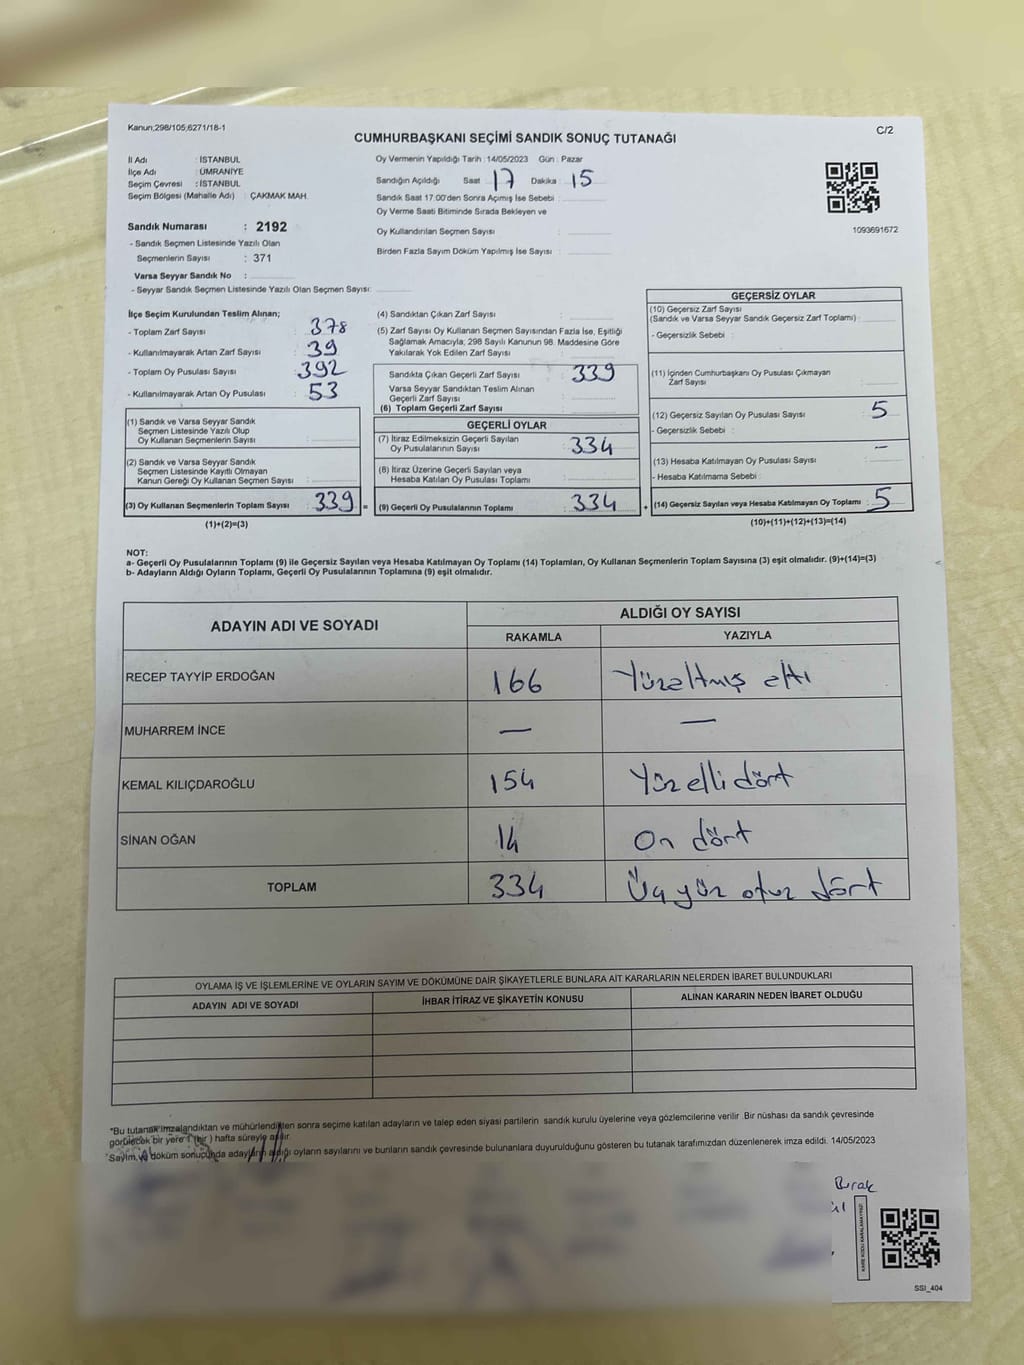 Kanun;298/105;6271/18-1
CUMHURBAŞKANI SEÇİMİ SANDIK SONUÇ TUTANAĞI
C/2
İl Adı : İSTANBUL
İlçe Adı : ÜMRANİYE
Seçim Çevresi : İSTANBUL
Seçim Bölgesi (Mahalle Adı) : ÇAKMAK MAH.
Sandık Numarası : 2192
- Sandık Seçmen Listesinde Yazılı Olan
Seçmenlerin Sayısı : 371
Varsa Seyyar Sandık No :
- Seyyar Sandık Seçmen Listesinde Yazılı Olan Seçmen Sayısı:
Oy Vermenin Yapıldığı Tarih :14/05/2023 Gün : Pazar
Sandığın Açıldığı Saat 17 Dakika : 15
Sandık Saat 17:00'den Sonra Açımış İse Sebebi :
Oy Verme Saati Bitiminde Sırada Bekleyen ve
Oy Kullandırılan Seçmen Sayısı :
Birden Fazla Sayım Döküm Yapılmış İse Sayısı :
1093691672
İlçe Seçim Kurulundan Teslim Alınan;
- Toplam Zarf Sayısı : 378
- Kullanılmayarak Artan Zarf Sayısı : 39
- Toplam Oy Pusulası Sayısı : 392
- Kullanılmayarak Artan Oy Pusulası : 53
(1) Sandık ve Varsa Seyyar Sandık
Seçmen Listesinde Yazılı Olup
Oy Kullanan Seçmenlerin Sayısı :
(2) Sandık ve Varsa Seyyar Sandık
Seçmen Listesinde Kayıtlı Olmayan
Kanun Gereği Oy Kullanan Seçmen Sayısı :
(3) Oy Kullanan Seçmenlerin Toplam Sayısı : 339 =
(1)+(2)=(3)
(4) Sandıktan Çıkan Zarf Sayısı :
(5) Zarf Sayısı Oy Kullanan Seçmen Sayısından Fazla İse, Eşitliği
Sağlamak Amacıyla, 298 Sayılı Kanunun 98. Maddesine Göre
Yakılarak Yok Edilen Zarf Sayısı :
Sandıkta Çıkan Geçerli Zarf Sayısı : 339
Varsa Seyyar Sandıktan Teslim Alınan
Geçerli Zarf Sayısı :
(6) Toplam Geçerli Zarf Sayısı :
GEÇERLİ OYLAR
(7) İtiraz Edilmeksizin Geçerli Sayılan
Oy Pusulalarının Sayısı : 334
(8) İtiraz Üzerine Geçerli Sayılan veya
Hesaba Katılan Oy Pusulası Toplamı :
(9) Geçerli Oy Pusulalarının Toplamı : 334 +
GEÇERSİZ OYLAR
(10) Geçersiz Zarf Sayısı
(Sandık ve Varsa Seyyar Sandık Geçersiz Zarf Toplamı) :
- Geçersizlik Sebebi :
(11) İçinden Cumhurbaşkanı Oy Pusulası Çıkmayan
Zarf Sayısı :
(12) Geçersiz Sayılan Oy Pusulası Sayısı : 5
- Geçersizlik Sebebi :
(13) Hesaba Katılmayan Oy Pusulası Sayısı : —
- Hesaba Katılmama Sebebi :
(14) Geçersiz Sayılan veya Hesaba Katılmayan Oy Toplamı : 5
(10)+(11)+(12)+(13)=(14)
NOT:
a- Geçerli Oy Pusulalarının Toplamı (9) ile Geçersiz Sayılan veya Hesaba Katılmayan Oy Toplamı (14) Toplamları, Oy Kullanan Seçmenlerin Toplam Sayısına (3) eşit olmalıdır. (9)+(14)=(3)
b- Adayların Aldığı Oyların Toplamı, Geçerli Oy Pusulalarının Toplamına (9) eşit olmalıdır.
ADAYIN ADI VE SOYADI
ALDIĞI OY SAYISI
RAKAMLA YAZIYLA
RECEP TAYYİP ERDOĞAN 166 Yüzaltmış altı
MUHARREM İNCE — —
KEMAL KILIÇDAROĞLU 154 Yüz elli dört
SİNAN OĞAN 14 On dört
TOPLAM 334 Üç yüz otuz dört
OYLAMA İŞ VE İŞLEMLERİNE VE OYLARIN SAYIM VE DÖKÜMÜNE DAİR ŞİKAYETLERLE BUNLARA AİT KARARLARIN NELERDEN İBARET BULUNDUKLARI
ADAYIN ADI VE SOYADI İHBAR İTİRAZ VE ŞİKAYETİN KONUSU ALINAN KARARIN NEDEN İBARET OLDUĞU
*Bu tutanak imzalandıktan ve mühürlendikten sonra seçime katılan adayların ve talep eden siyasi partilerin sandık kurulu üyelerine veya gözlemcilerine verilir .Bir nüshası da sandık çevresinde
görülecek bir yere 1 (bir ) hafta süreyle asılır.
*Sayım ve döküm sonucunda adayların aldığı oyların sayılarını ve bunların sandık çevresinde bulunanlara duyurulduğunu gösteren bu tutanak tarafımızdan düzenlenerek imza edildi. 14/05/2023
Burak
KARE KODU KARALAMAYINIZ!
SSI_404